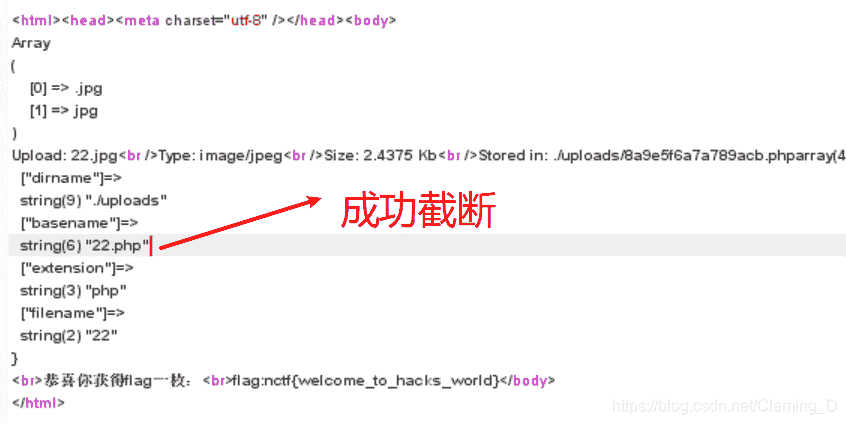 <html><head><meta charset="utf-8" /></head><body>
Array
(
[0] => .jpg
[1] => jpg
)
Upload: 22.jpg<br />Type: image/jpeg<br />Size: 2.4375 Kb<br />Stored in: ./uploads/8a9e5f6a7a789acb.phparray(4
["dirname"]=>
string(9) "./uploads"
["basename"]=>
string(6) "22.php"
成功截断
["extension"]=>
string(3) "php"
["filename"]=>
string(2) "22"
}
<br>恭喜你获得flag一枚：<br>flag:nctf{welcome_to_hacks_world}</body>
</html>
https://blog.csdn.net/Claming_D